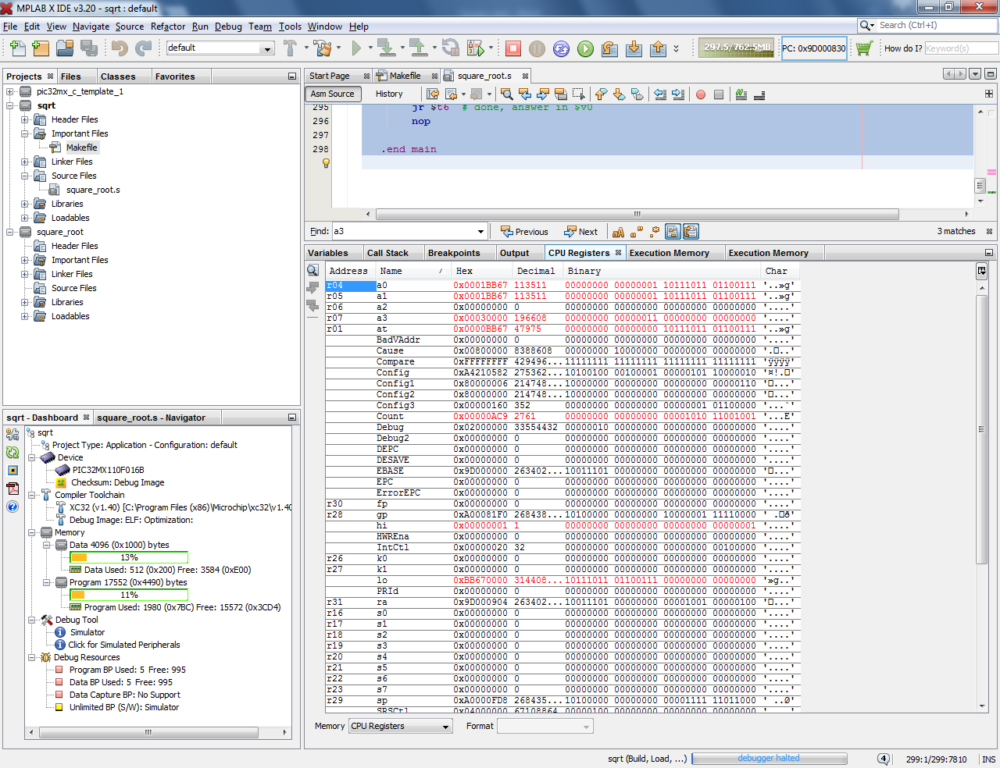 MPLAB X IDE v3.20 - sqrt : default
File Edit View Navigate Source Refactor Run Debug Team Tools Window Help
Search (Ctrl+I)
default
297.5/762.5MB
PC: 0x9D000830
How do I?
Keyword(s)
Projects Files Classes Favorites
pic32mx_c_template_1
sqrt
Header Files
Important Files
Makefile
Linker Files
Source Files
square_root.s
Libraries
Loadables
square_root
Header Files
Important Files
Linker Files
Source Files
Libraries
Loadables
Start Page Makefile square_root.s
Asm Source History
295 jr $t6 # done, answer in $v0
296 nop
297
298 .end main
Find: a3 Previous Next 3 matches
Variables Call Stack Breakpoints Output CPU Registers Execution Memory Execution Memory
Address Name Hex Decimal Binary Char
r04 a0 0x0001BB67 113511 00000000 00000001 10111011 01100111 '..»g'
r05 a1 0x0001BB67 113511 00000000 00000001 10111011 01100111 '..»g'
r06 a2 0x00000000 0 00000000 00000000 00000000 00000000 '....'
r07 a3 0x00030000 196608 00000000 00000011 00000000 00000000 '....'
r01 at 0x0000BB67 47975 00000000 00000000 10111011 01100111 '..»g'
BadVAddr 0x00000000 0 00000000 00000000 00000000 00000000 '....'
Cause 0x00800000 8388608 00000000 10000000 00000000 00000000 '.□..'
Compare 0xFFFFFFFF 429496... 11111111 11111111 11111111 11111111 'ÿÿÿÿ'
Config 0xA4210582 275362... 10100100 00100001 00000101 10000010 '¤!.□'
Config1 0x80000006 214748... 10000000 00000000 00000000 00000110 '□...'
Config2 0x80000000 214748... 10000000 00000000 00000000 00000000 '□...'
Config3 0x00000160 352 00000000 00000000 00000001 01100000 '...`'
Count 0x00000AC9 2761 00000000 00000000 00001010 11001001 '...É'
Debug 0x02000000 33554432 00000010 00000000 00000000 00000000 '....'
Debug2 0x00000000 0 00000000 00000000 00000000 00000000 '....'
DEPC 0x00000000 0 00000000 00000000 00000000 00000000 '....'
DESAVE 0x00000000 0 00000000 00000000 00000000 00000000 '....'
EBASE 0x9D000000 263402... 10011101 00000000 00000000 00000000 '□...'
EPC 0x00000000 0 00000000 00000000 00000000 00000000 '....'
ErrorEPC 0x00000000 0 00000000 00000000 00000000 00000000 '....'
r30 fp 0x00000000 0 00000000 00000000 00000000 00000000 '....'
r28 gp 0xA00081F0 268438... 10100000 00000000 10000001 11110000 ' .□ð'
hi 0x00000001 1 00000000 00000000 00000000 00000001 '....'
HWREna 0x00000000 0 00000000 00000000 00000000 00000000 '....'
IntCtl 0x00000020 32 00000000 00000000 00000000 00100000 '... '
r26 k0 0x00000000 0 00000000 00000000 00000000 00000000 '....'
r27 k1 0x00000000 0 00000000 00000000 00000000 00000000 '....'
lo 0xBB670000 314408... 10111011 01100111 00000000 00000000 '»g..'
PRId 0x00000000 0 00000000 00000000 00000000 00000000 '....'
r31 ra 0x9D000904 263402... 10011101 00000000 00001001 00000100 '□...'
r16 s0 0x00000000 0 00000000 00000000 00000000 00000000 '....'
r17 s1 0x00000000 0 00000000 00000000 00000000 00000000 '....'
r18 s2 0x00000000 0 00000000 00000000 00000000 00000000 '....'
r19 s3 0x00000000 0 00000000 00000000 00000000 00000000 '....'
r20 s4 0x00000000 0 00000000 00000000 00000000 00000000 '....'
r21 s5 0x00000000 0 00000000 00000000 00000000 00000000 '....'
r22 s6 0x00000000 0 00000000 00000000 00000000 00000000 '....'
r23 s7 0x00000000 0 00000000 00000000 00000000 00000000 '....'
r29 sp 0xA0000FD8 268435... 10100000 00000000 00001111 11011000 ' ..Ø'
SRSCtl 0x04000000 67108864 00000100 00000000 00000000 00000000 '....'
Memory CPU Registers Format
sqrt - Dashboard square_root.s - Navigator
sqrt
Project Type: Application - Configuration: default
Device
PIC32MX110F016B
Checksum: Debug Image
Compiler Toolchain
XC32 (v1.40) [C:\Program Files (x86)\Microchip\xc32\v1.40
Debug Image: ELF: Optimization:
Memory
Data 4096 (0x1000) bytes
13%
Data Used: 512 (0x200) Free: 3584 (0xE00)
Program 17552 (0x4490) bytes
11%
Program Used: 1980 (0x7BC) Free: 15572 (0x3CD4)
Debug Tool
Simulator
Click for Simulated Peripherals
Debug Resources
Program BP Used: 5 Free: 995
Data BP Used: 5 Free: 995
Data Capture BP: No Support
Unlimited BP (S/W): Simulator
sqrt (Build, Load, ...) debugger halted 4 299:1/299:7810 INS